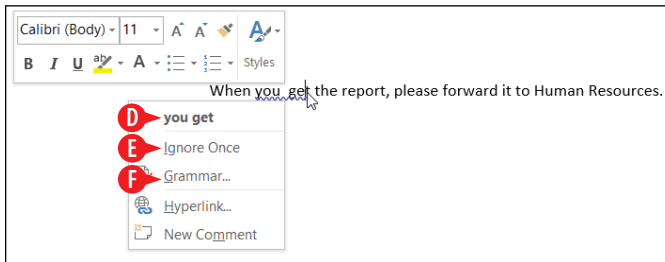 Calibri (Body) 11 A A A
B I U aby A Styles
When you  get the report, please forward it to Human Resources.
D you get
E Ignore Once
F Grammar...
Hyperlink...
New Comment